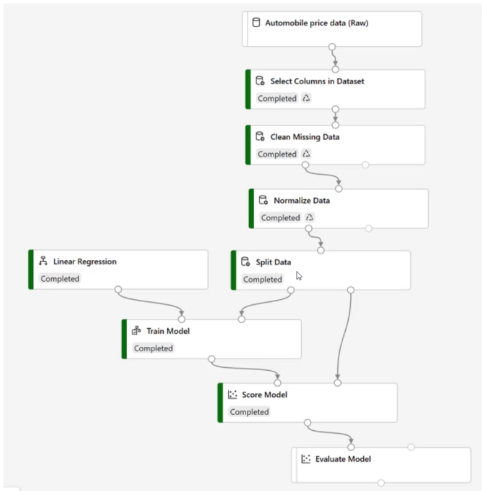 Automobile price data (Raw)
Select Columns in Dataset
Completed
Clean Missing Data
Completed
Normalize Data
Completed
Linear Regression
Completed
Split Data
Completed
Train Model
Completed
Score Model
Completed
Evaluate Model